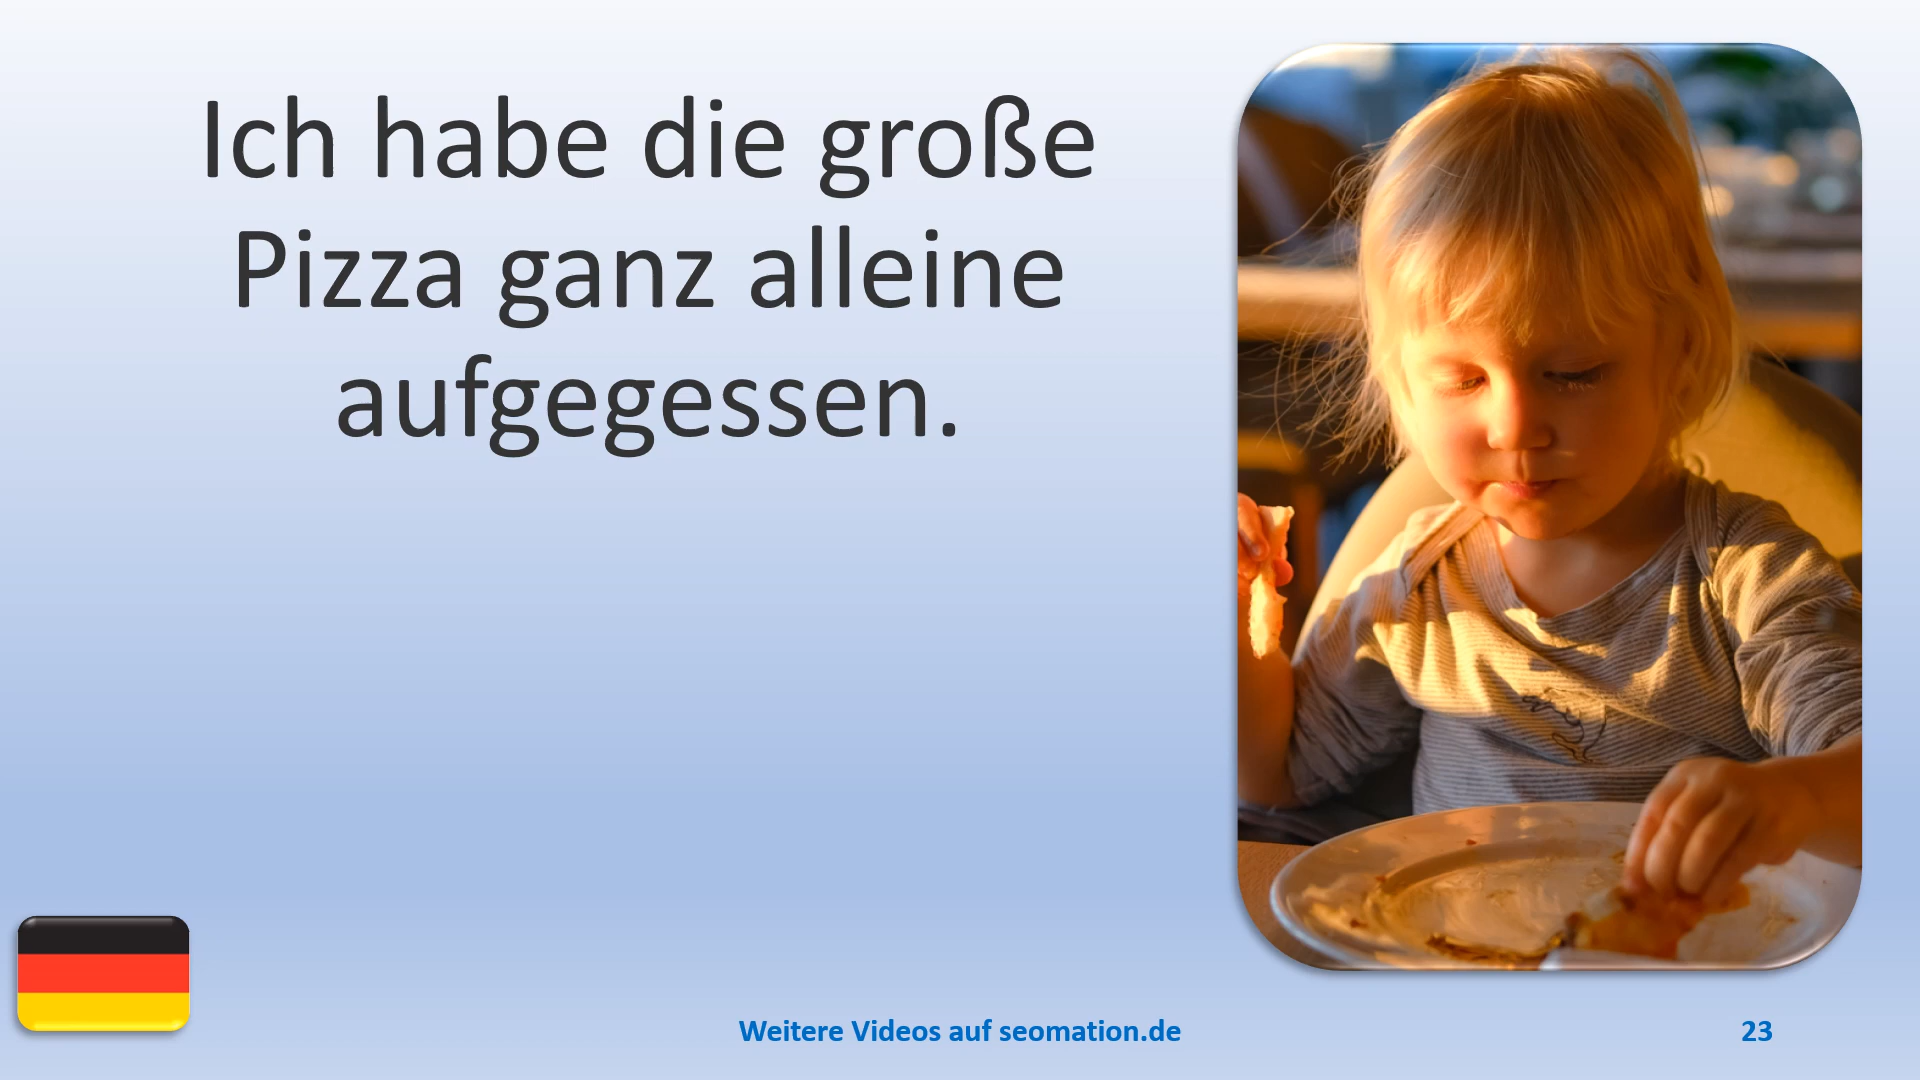 Ich habe die große
Pizza ganz alleine
aufgegessen.
Weitere Videos auf seomation.de
23